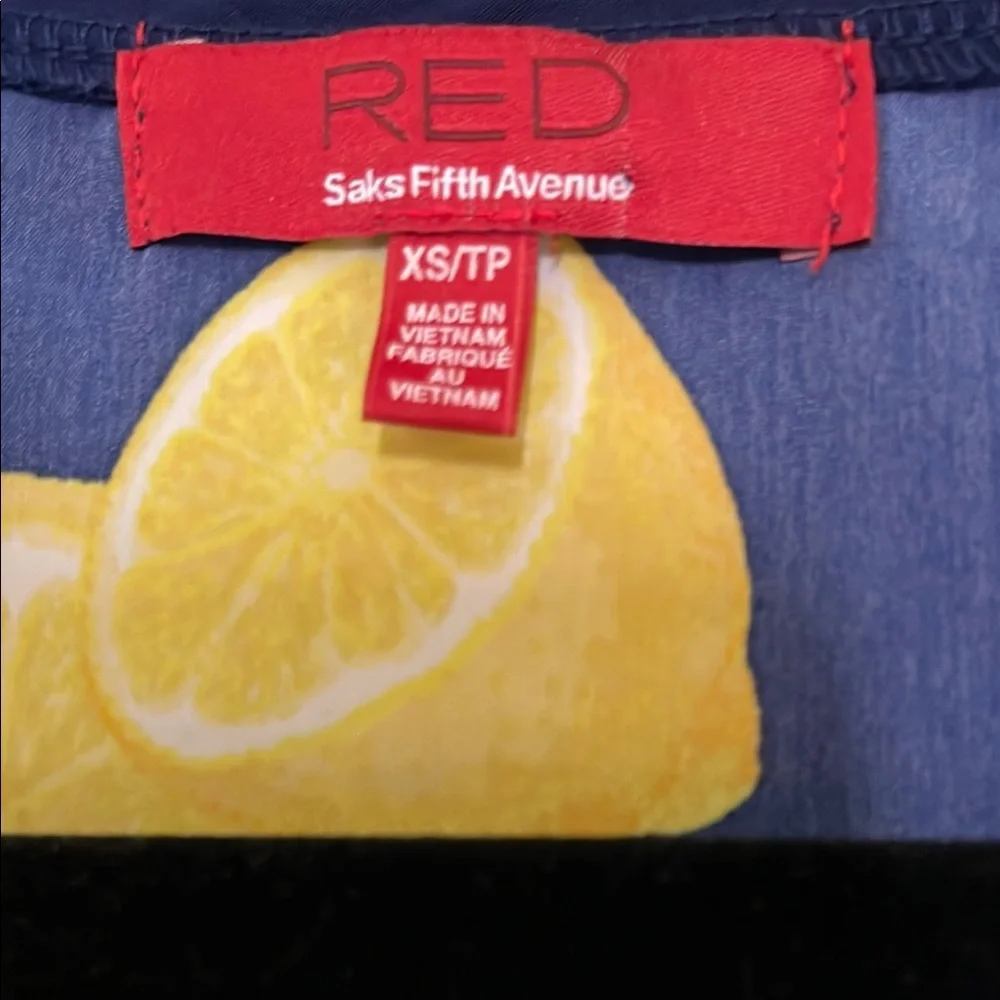 RED
Saks Fifth Avenue
XS/TP
MADE IN
VIETNAM
FABRIQUÉ
AU
VIETNAM